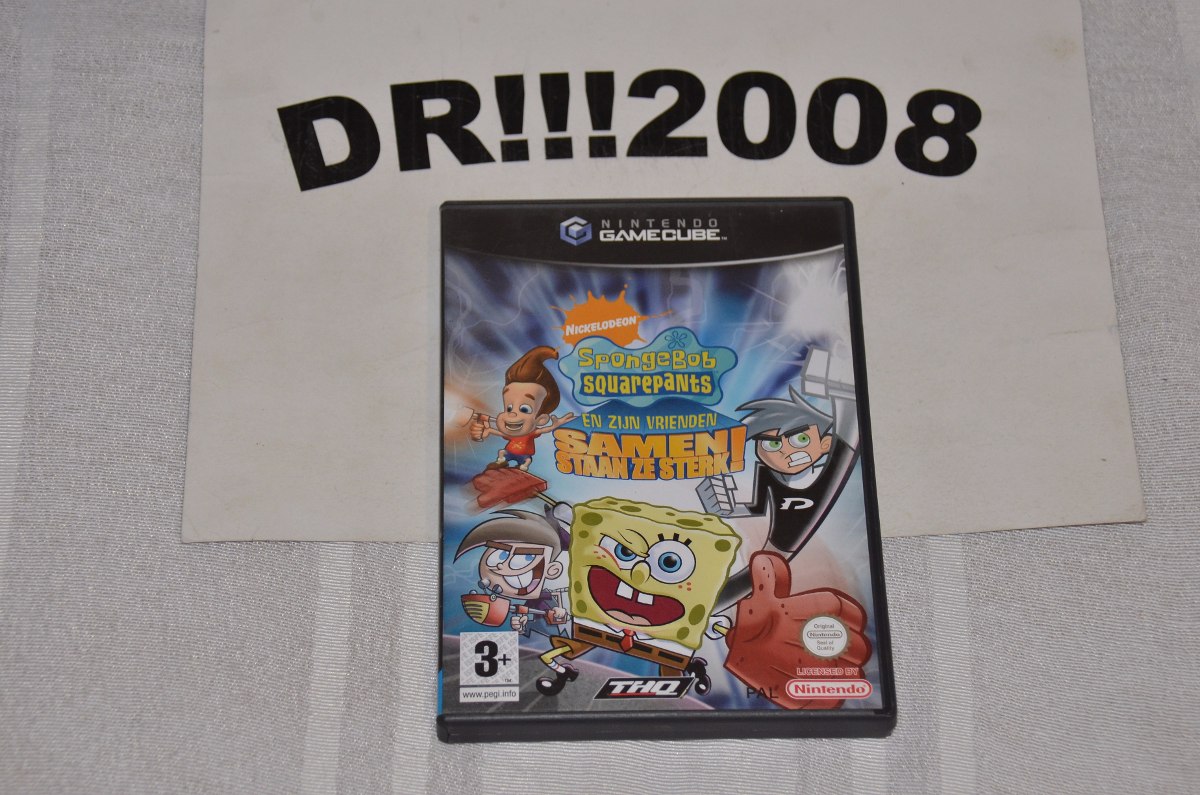 DR!!!2008
NINTENDO
GAMECUBE™
NICKELODEON
SpongeBob
SQUAREPANTS
EN ZIJN VRIENDEN
SAMEN
STAAN ZE STERK!
D
3+
www.pegi.info
THQ
Original
Nintendo
Seal of
Quality
PAL
LICENSED BY
Nintendo